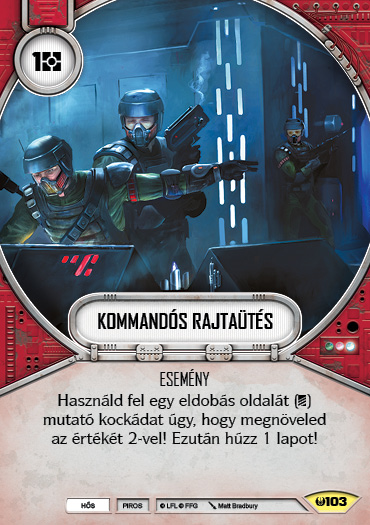 1
KOMMANDÓS RAJTAÜTÉS
ESEMÉNY
Használd fel egy eldobás oldalát ( )
mutató kockádat úgy, hogy megnöveled
az értékét 2-vel! Ezután húzz 1 lapot!
HŐS PIROS © LFL © FFG Matt Bradbury 103